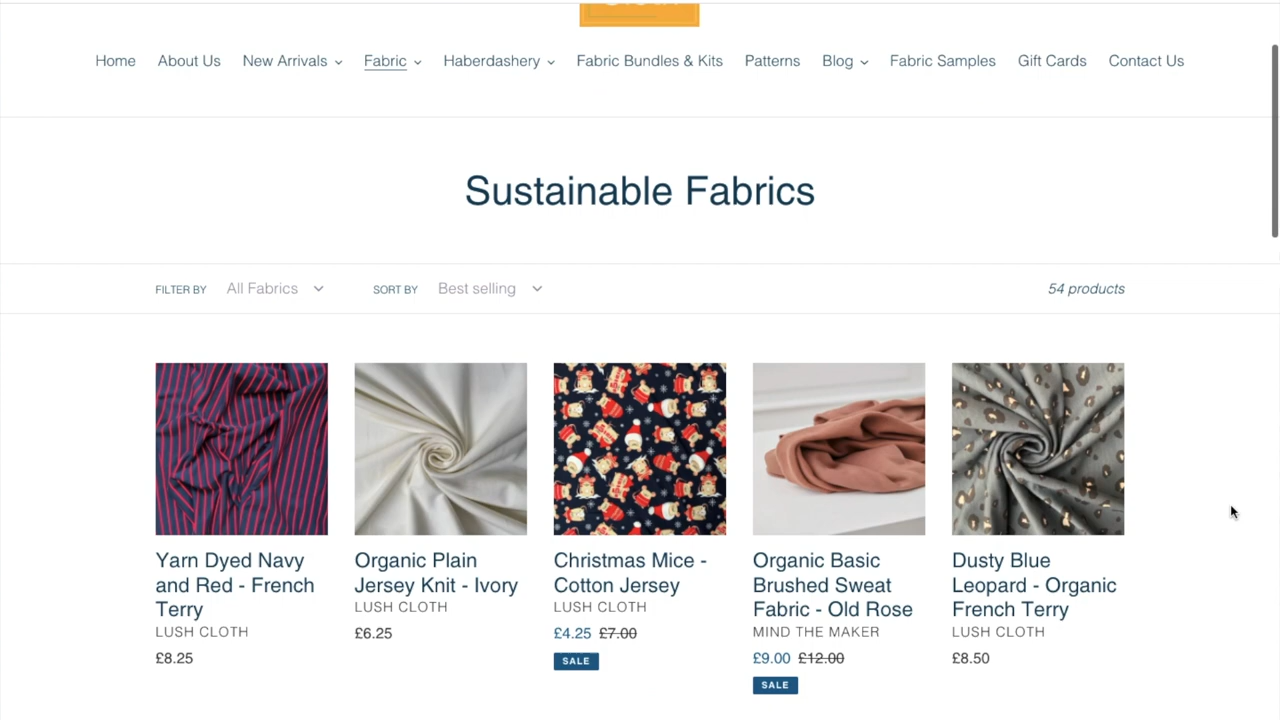 Home About Us New Arrivals Fabric Haberdashery Fabric Bundles & Kits Patterns Blog Fabric Samples Gift Cards Contact Us
Sustainable Fabrics
FILTER BY All Fabrics SORT BY Best selling 54 products
Yarn Dyed Navy
and Red - French
Terry
LUSH CLOTH
£8.25
Organic Plain
Jersey Knit - Ivory
LUSH CLOTH
£6.25
Christmas Mice -
Cotton Jersey
LUSH CLOTH
£4.25 £7.00
SALE
Organic Basic
Brushed Sweat
Fabric - Old Rose
MIND THE MAKER
£9.00 £12.00
SALE
Dusty Blue
Leopard - Organic
French Terry
LUSH CLOTH
£8.50